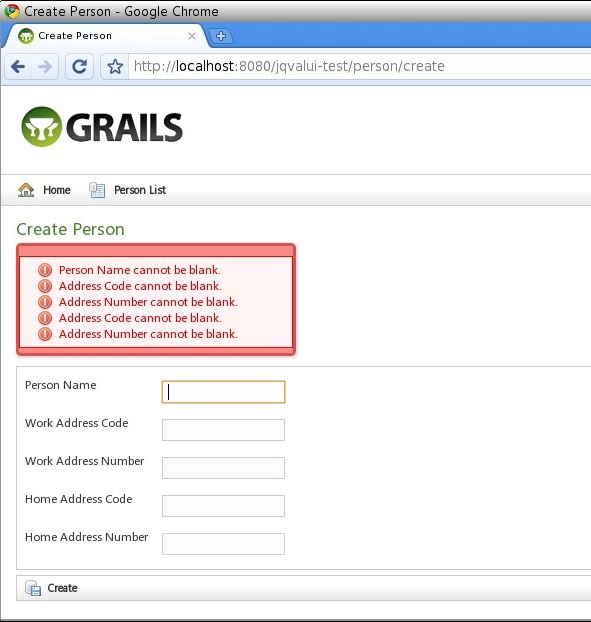 Create Person - Google Chrome
Create Person
http://localhost:8080/jqvalui-test/person/create
GRAILS
Home Person List
Create Person
Person Name cannot be blank.
Address Code cannot be blank.
Address Number cannot be blank.
Address Code cannot be blank.
Address Number cannot be blank.
Person Name
Work Address Code
Work Address Number
Home Address Code
Home Address Number
Create